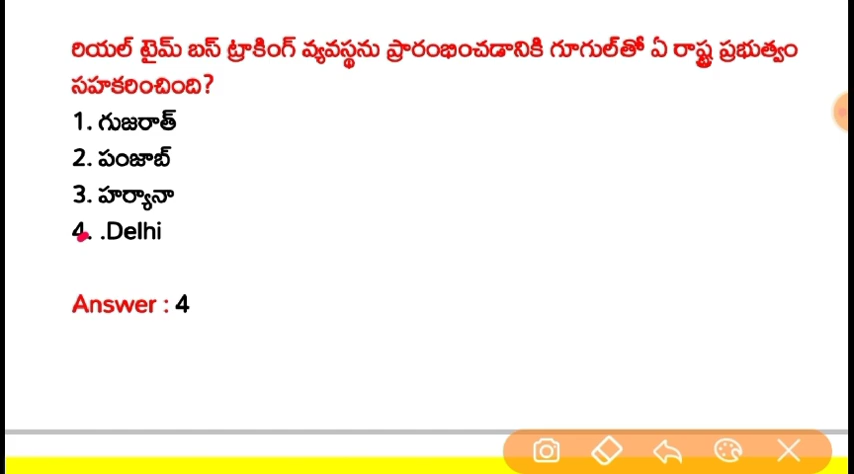 రియల్ టైమ్ బస్ ట్రాకింగ్ వ్యవస్థను ప్రారంభించడానికి గూగుల్‌తో ఏ రాష్ట్ర ప్రభుత్వం
సహకరించింది?
1. గుజరాత్
2. పంజాబ్
3. హర్యానా
4. .Delhi
Answer : 4